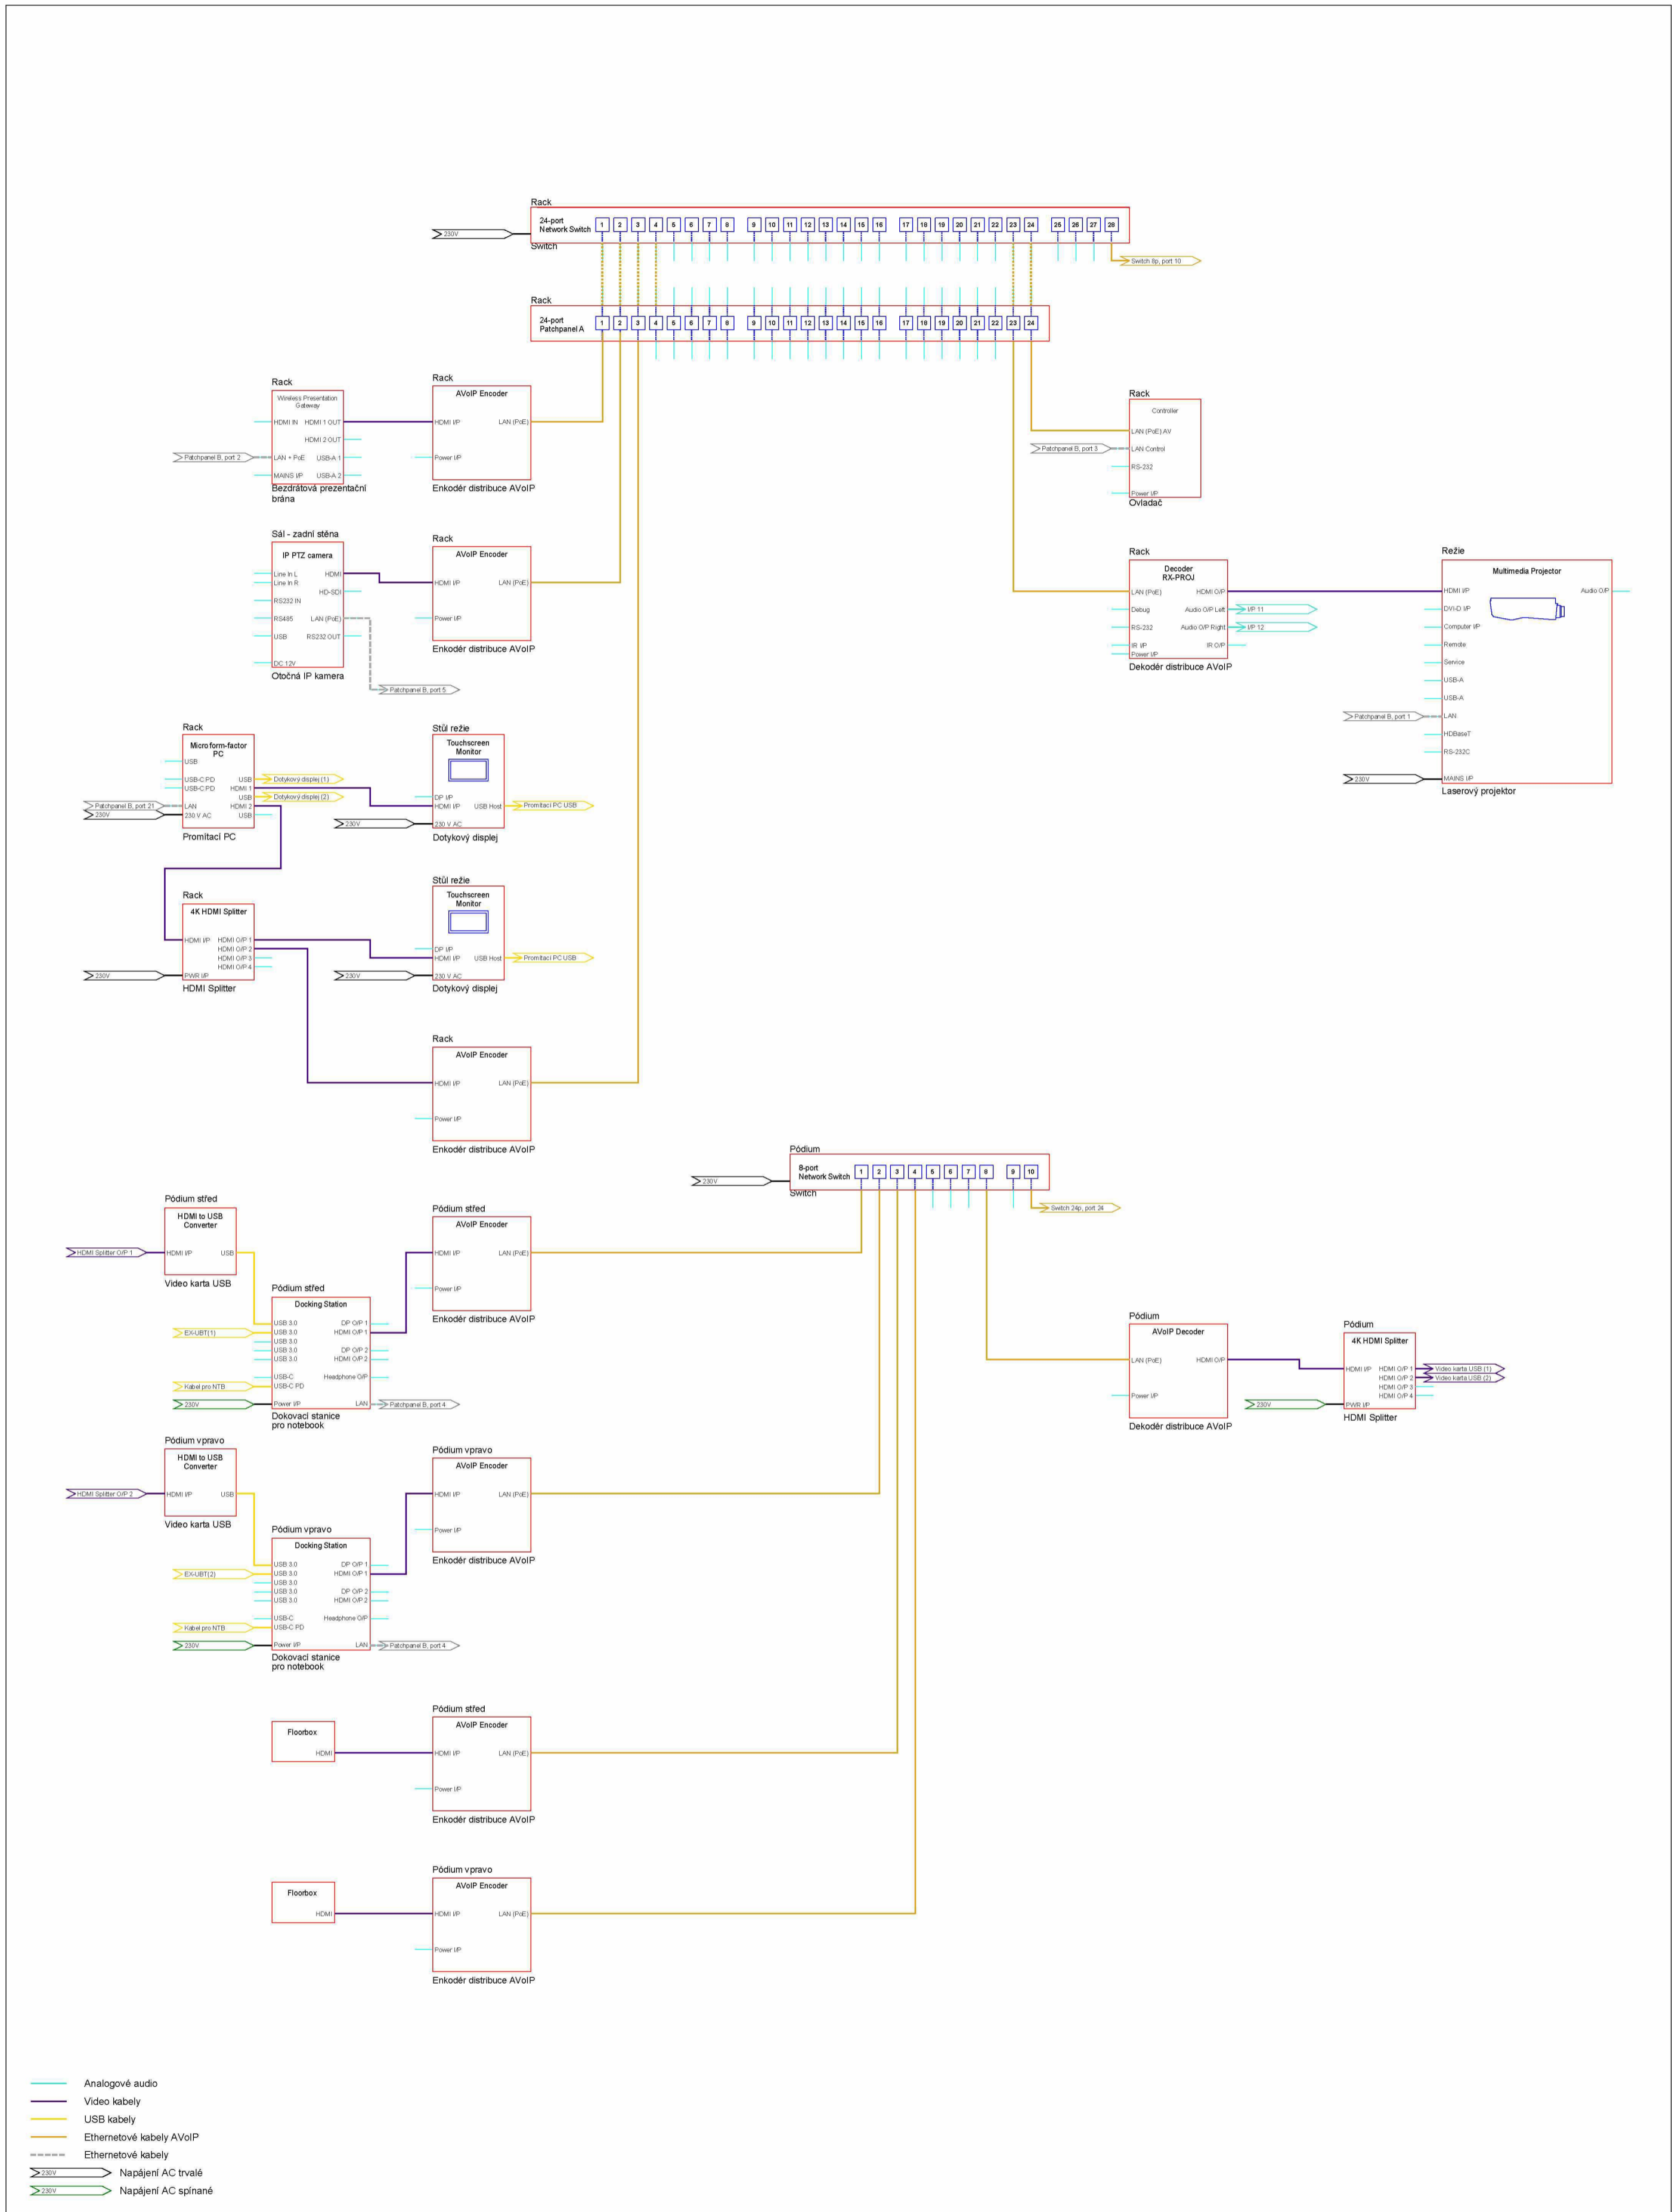 Rack
24-port
Network Switch
1 2 3 4 5 6 7 8 9 10 11 12 13 14 15 16 17 18 19 20 21 22 23 24 25 26 27 28
230V
Switch
Switch 8p, port 10
Rack
24-port
Patchpanel A
1 2 3 4 5 6 7 8 9 10 11 12 13 14 15 16 17 18 19 20 21 22 23 24
Rack
Wireless Presentation
Gateway
HDMI IN HDMI 1 OUT
HDMI 2 OUT
Patchpanel B, port 2
LAN + PoE USB-A 1
MAINS I/P USB-A 2
Bezdrátová prezentační
brána
Rack
AVoIP Encoder
HDMI I/P LAN (PoE)
Power I/P
Enkodér distribuce AVoIP
Rack
Controller
LAN (PoE) AV
Patchpanel B, port 3
LAN Control
RS-232
Power I/P
Ovladač
Sál - zadní stěna
IP PTZ camera
Line In L HDMI
Line In R
HD-SDI
RS232 IN
RS485 LAN (PoE)
USB RS232 OUT
DC 12V
Otočná IP kamera
Patchpanel B, port 5
Rack
AVoIP Encoder
HDMI I/P LAN (PoE)
Power I/P
Enkodér distribuce AVoIP
Rack
Decoder
RX-PROJ
LAN (PoE) HDMI O/P
Debug Audio O/P Left
I/P 11
RS-232 Audio O/P Right
I/P 12
IR I/P IR O/P
Power I/P
Dekodér distribuce AVoIP
Režie
Multimedia Projector
HDMI I/P Audio O/P
DVI-D I/P
Computer I/P
Remote
Service
USB-A
USB-A
Patchpanel B, port 1
LAN
HDBaseT
RS-232C
230V
MAINS I/P
Laserový projektor
Rack
Micro form-factor
PC
USB
USB-C PD USB
Dotykový displej (1)
USB-C PD HDMI 1
USB
Dotykový displej (2)
Patchpanel B, port 21
LAN HDMI 2
230V
230 V AC USB
Promítací PC
Stůl režie
Touchscreen
Monitor
DP I/P
HDMI I/P USB Host
Promítací PC USB
230V
230 V AC
Dotykový displej
Rack
4K HDMI Splitter
HDMI I/P HDMI O/P 1
HDMI O/P 2
HDMI O/P 3
HDMI O/P 4
230V
PWR I/P
HDMI Splitter
Stůl režie
Touchscreen
Monitor
DP I/P
HDMI I/P USB Host
Promítací PC USB
230V
230 V AC
Dotykový displej
Rack
AVoIP Encoder
HDMI I/P LAN (PoE)
Power I/P
Enkodér distribuce AVoIP
Pódium
8-port
Network Switch
1 2 3 4 5 6 7 8 9 10
230V
Switch
Switch 24p, port 24
Pódium střed
HDMI to USB
Converter
HDMI Splitter O/P 1
HDMI I/P USB
Video karta USB
Pódium střed
AVoIP Encoder
HDMI I/P LAN (PoE)
Power I/P
Enkodér distribuce AVoIP
Pódium střed
Docking Station
USB 3.0 DP O/P 1
EX-UBT(1)
USB 3.0 HDMI O/P 1
USB 3.0
USB 3.0 DP O/P 2
USB 3.0 HDMI O/P 2
USB-C Headphone O/P
Kabel pro NTB
USB-C PD
230V
Power I/P LAN
Patchpanel B, port 4
Dokovací stanice
pro notebook
Pódium
AVoIP Decoder
LAN (PoE) HDMI O/P
Power I/P
Dekodér distribuce AVoIP
Pódium
4K HDMI Splitter
HDMI I/P HDMI O/P 1
Video karta USB (1)
HDMI O/P 2
Video karta USB (2)
HDMI O/P 3
HDMI O/P 4
230V
PWR I/P
HDMI Splitter
Pódium vpravo
HDMI to USB
Converter
HDMI Splitter O/P 2
HDMI I/P USB
Video karta USB
Pódium vpravo
AVoIP Encoder
HDMI I/P LAN (PoE)
Power I/P
Enkodér distribuce AVoIP
Pódium vpravo
Docking Station
USB 3.0 DP O/P 1
EX-UBT(2)
USB 3.0 HDMI O/P 1
USB 3.0
USB 3.0 DP O/P 2
USB 3.0 HDMI O/P 2
USB-C Headphone O/P
Kabel pro NTB
USB-C PD
230V
Power I/P LAN
Patchpanel B, port 4
Dokovací stanice
pro notebook
Floorbox
HDMI
Pódium střed
AVoIP Encoder
HDMI I/P LAN (PoE)
Power I/P
Enkodér distribuce AVoIP
Floorbox
HDMI
Pódium vpravo
AVoIP Encoder
HDMI I/P LAN (PoE)
Power I/P
Enkodér distribuce AVoIP
Analogové audio
Video kabely
USB kabely
Ethernetové kabely AVoIP
Ethernetové kabely
230V Napájení AC trvalé
230V Napájení AC spínané